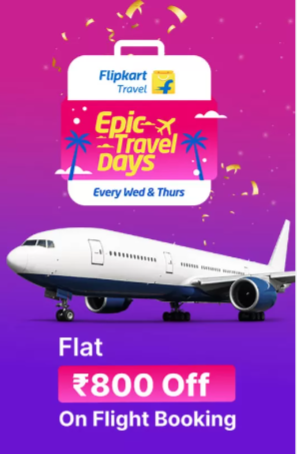 Flipkart
Travel
Epic
Travel
Days
Every Wed & Thurs
Flat
₹800 Off
On Flight Booking